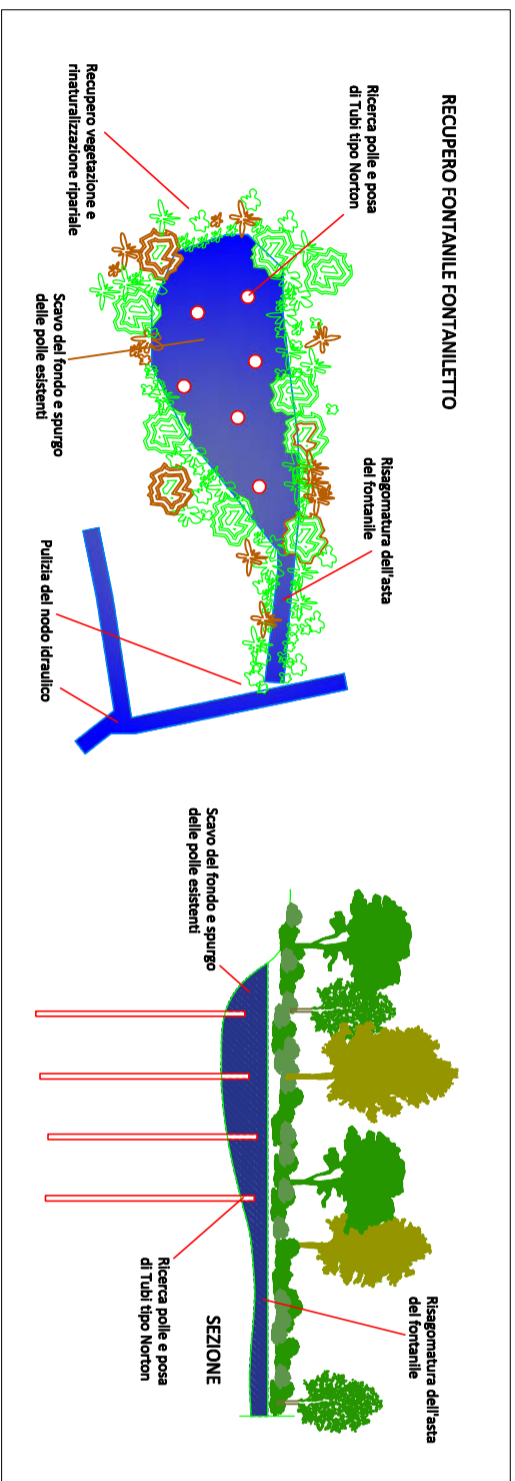 RECUPERO FONTANILE FONTANILETTO
Ricerca polle e posa
di Tubi tipo Norton
Risagomatura dell'asta
del fontanile
Recupero vegetazione e
rinaturalizzazione ripariale
Scavo del fondo e spurgo
delle polle esistenti
Pulizia del nodo idraulico
Risagomatura dell'asta
del fontanile
Scavo del fondo e spurgo
delle polle esistenti
SEZIONE
Ricerca polle e posa
di Tubi tipo Norton